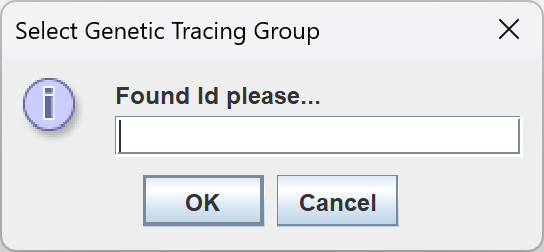 Select Genetic Tracing Group
Found Id please...
OK
Cancel